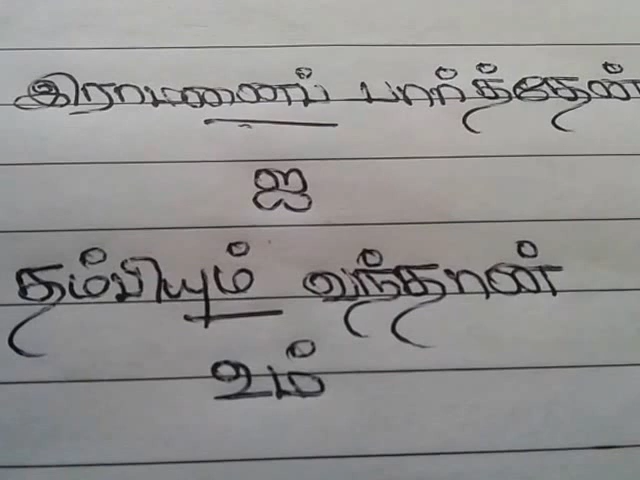 இராமனைப் பார்த்தேன்
ஐ
தம்பியும் வந்தான்
உம்